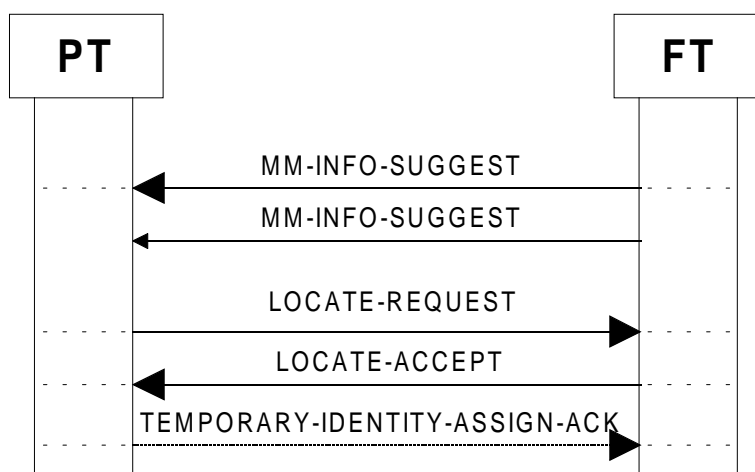 PT
FT
MM-INFO-SUGGEST
MM-INFO-SUGGEST
LOCATE-REQUEST
LOCATE-ACCEPT
TEMPORARY-IDENTITY-ASSIGN-ACK